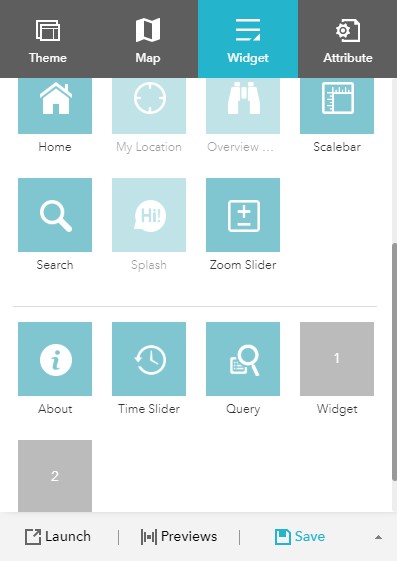 Theme Map Widget Attribute
Home My Location Overview ... Scalebar
Hi!
Search Splash Zoom Slider
1
About Time Slider Query Widget
2
Launch Previews Save